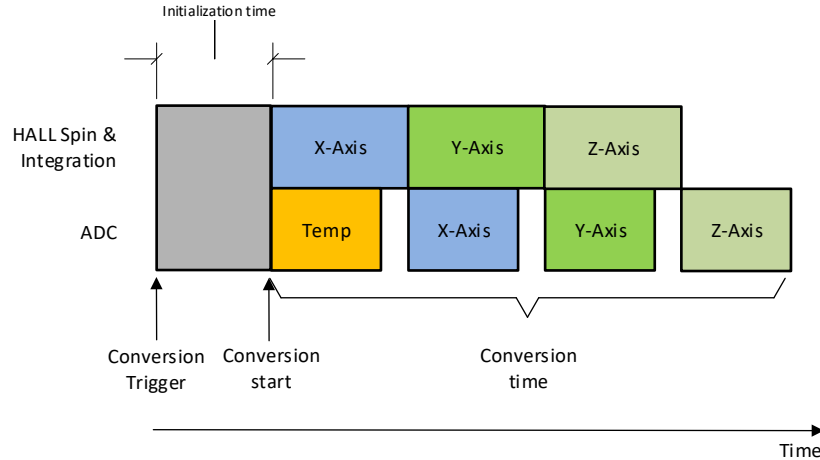 Initialization time
HALL Spin &
Integration
X-Axis
Y-Axis
Z-Axis
ADC
Temp
X-Axis
Y-Axis
Z-Axis
Conversion
Trigger
Conversion
start
Conversion
time
Time